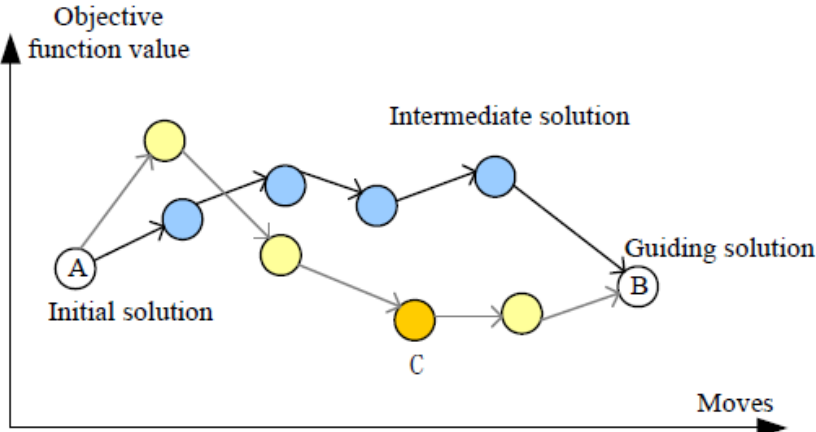 Objective
function value
Intermediate solution
Guiding solution
A
B
Initial solution
C
Moves